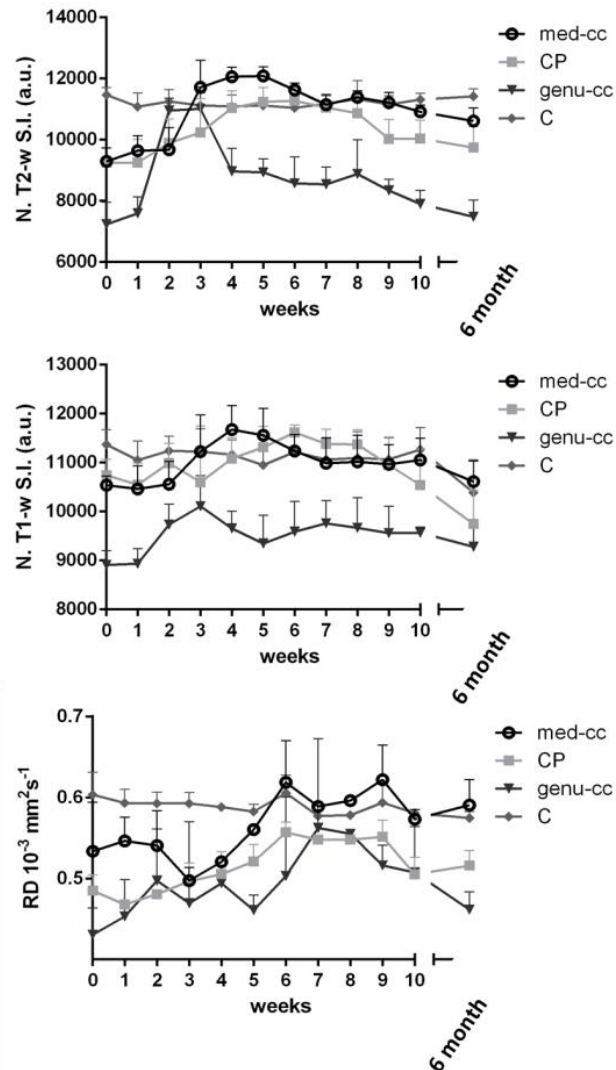 14000
12000
10000
8000
6000
N. T2-w S.I. (a.u.)
0 1 2 3 4 5 6 7 8 9 10
weeks
6 month
med-cc
CP
genu-cc
C
13000
12000
11000
10000
9000
8000
N. T1-w S.I. (a.u.)
0 1 2 3 4 5 6 7 8 9 10
weeks
6 month
med-cc
CP
genu-cc
C
0.7
0.6
0.5
RD 10⁻³ mm²s⁻¹
0 1 2 3 4 5 6 7 8 9 10
weeks
6 month
med-cc
CP
genu-cc
C